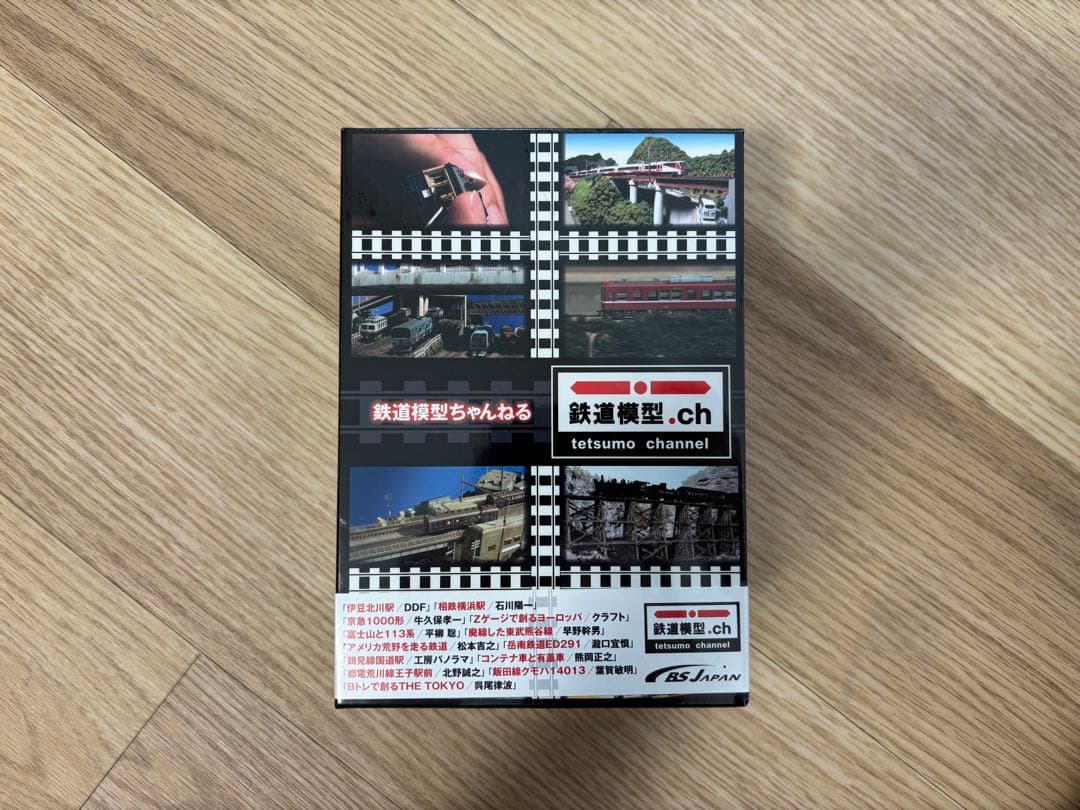 鉄道模型ちゃんねる
鉄道模型.ch
tetsumo channel
「伊豆北川駅／DDF」「相鉄横浜駅／石川陽一」
「京急1000形／牛久保孝一」「Zゲージで創るヨーロッパ／クラフト」
「富士山と113系／平柳 聡」「廃線した東武熊谷線／早野幹男」
「アメリカ荒野を走る鉄道／松本吉之」「岳南鉄道ED291／瀧口宜慎」
「鶴見線国道駅／工房パノラマ」「コンテナ車と有蓋車／熊岡正之」
「都電荒川線王子駅前／北野誠之」「飯田線クモハ14013／葉賀敏明」
「Bトレで創るTHE TOKYO／呉尾律波」
鉄道模型.ch
tetsumo channel
BS JAPAN